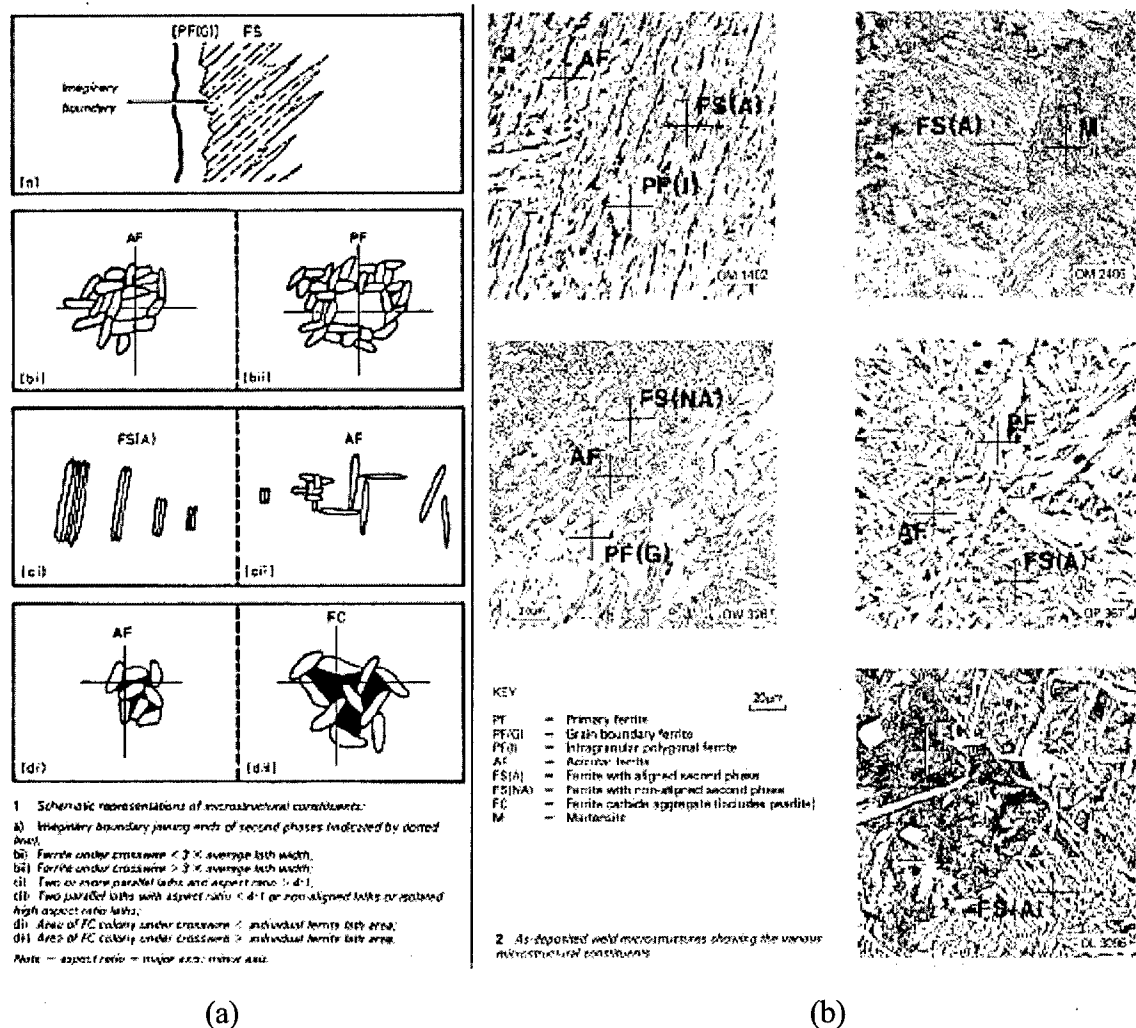 [PF(G)] FS
Imaginary
boundary
(a)
AF
PF
(bi)
(bii)
FS(A)
AF
(ci)
(cii)
AF
FC
(di)
(dii)
1 Schematic representations of microstructural constituents:
a) Imaginary boundary joining ends of second phases (indicated by dotted
line),
bi) Ferrite under crosswire < 3 × average lath width,
bii) Ferrite under crosswire > 3 × average lath width;
ci) Two or more parallel laths and aspect ratio > 4:1,
cii) Two parallel laths with aspect ratio < 4:1 or non-aligned laths or isolated
high aspect ratio laths;
di) Area of FC colony under crosswire < individual ferrite lath area;
dii) Area of FC colony under crosswire > individual ferrite lath area.
Note — aspect ratio = major axis: minor axis.
(a)
AF
FS(A)
PF(I)
OM 1402
FS(A)
M
FS(NA)
AF
PF(G)
PF
AF
FS(A)
FS(A)
KEY
20μm
PF = Primary ferrite
PF(G) = Grain boundary ferrite
PF(I) = Intragranular polygonal ferrite
AF = Acicular ferrite
FS(A) = Ferrite with aligned second phase
FS(NA) = Ferrite with non-aligned second phase
FC = Ferrite carbide aggregate (includes pearlite)
M = Martensite
2 As-deposited weld microstructures showing the various
microstructural constituents
(b)